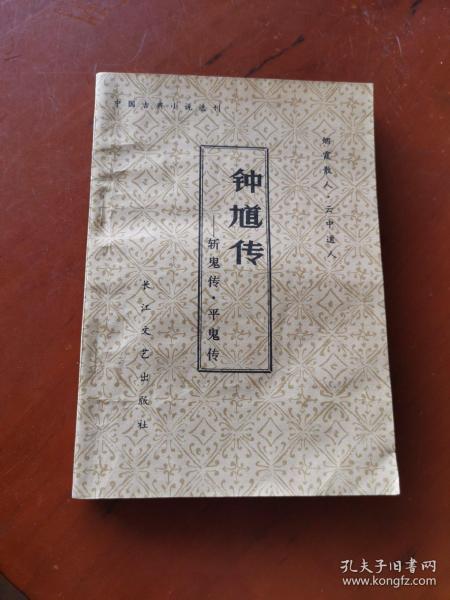 中国古典小说选刊
烟霞散人·云中道人
钟馗传
——斩鬼传·平鬼传
长江文艺出版社
孔夫子旧书网
www.kongfz.com